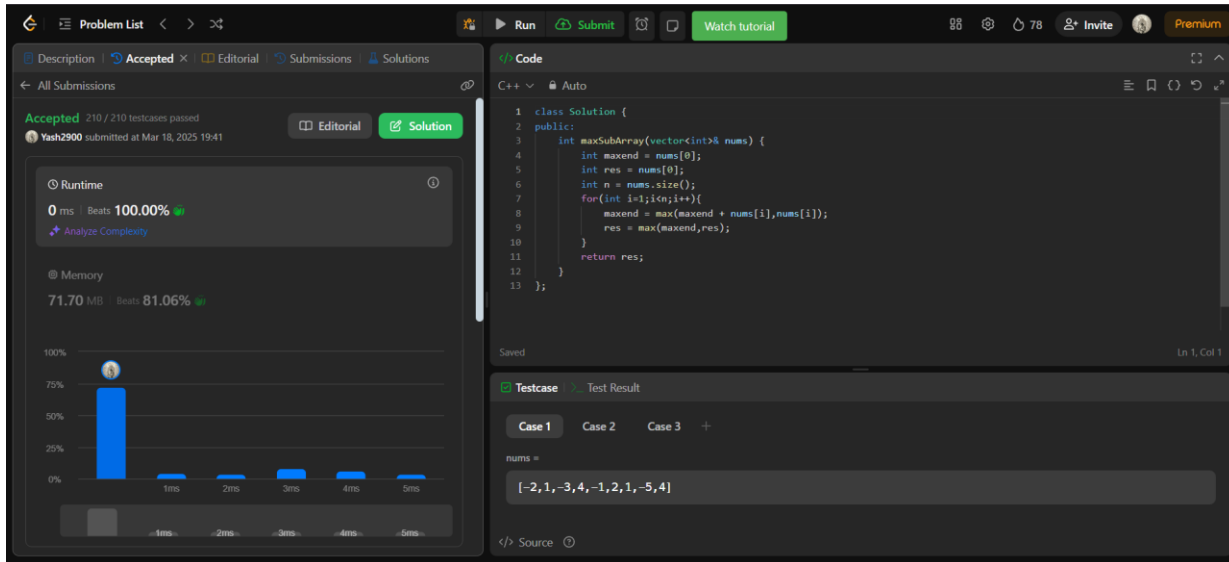 Problem List
Run
Submit
Watch tutorial
78
Invite
Premium
Description
Accepted
Editorial
Submissions
Solutions
All Submissions
Accepted 210 / 210 testcases passed
Yash2900 submitted at Mar 18, 2025 19:41
Editorial
Solution
Runtime
0 ms Beats 100.00%
Analyze Complexity
Memory
71.70 MB Beats 81.06%
100%
75%
50%
25%
0%
1ms 2ms 3ms 4ms 5ms
1ms 2ms 3ms 4ms 5ms
</> Code
C++ Auto
1 class Solution {
2 public:
3 int maxSubArray(vector<int>& nums) {
4 int maxend = nums[0];
5 int res = nums[0];
6 int n = nums.size();
7 for(int i=1;i<n;i++){
8 maxend = max(maxend + nums[i],nums[i]);
9 res = max(maxend,res);
10 }
11 return res;
12 }
13 };
Saved
Ln 1, Col 1
Testcase
>_ Test Result
Case 1 Case 2 Case 3 +
nums =
[-2,1,-3,4,-1,2,1,-5,4]
</> Source